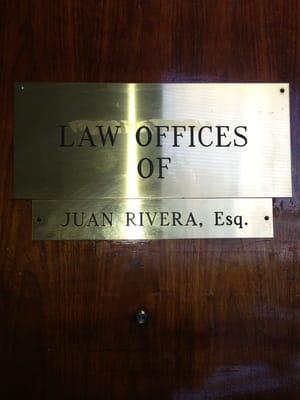 LAW OFFICES
OF
JUAN RIVERA, Esq.